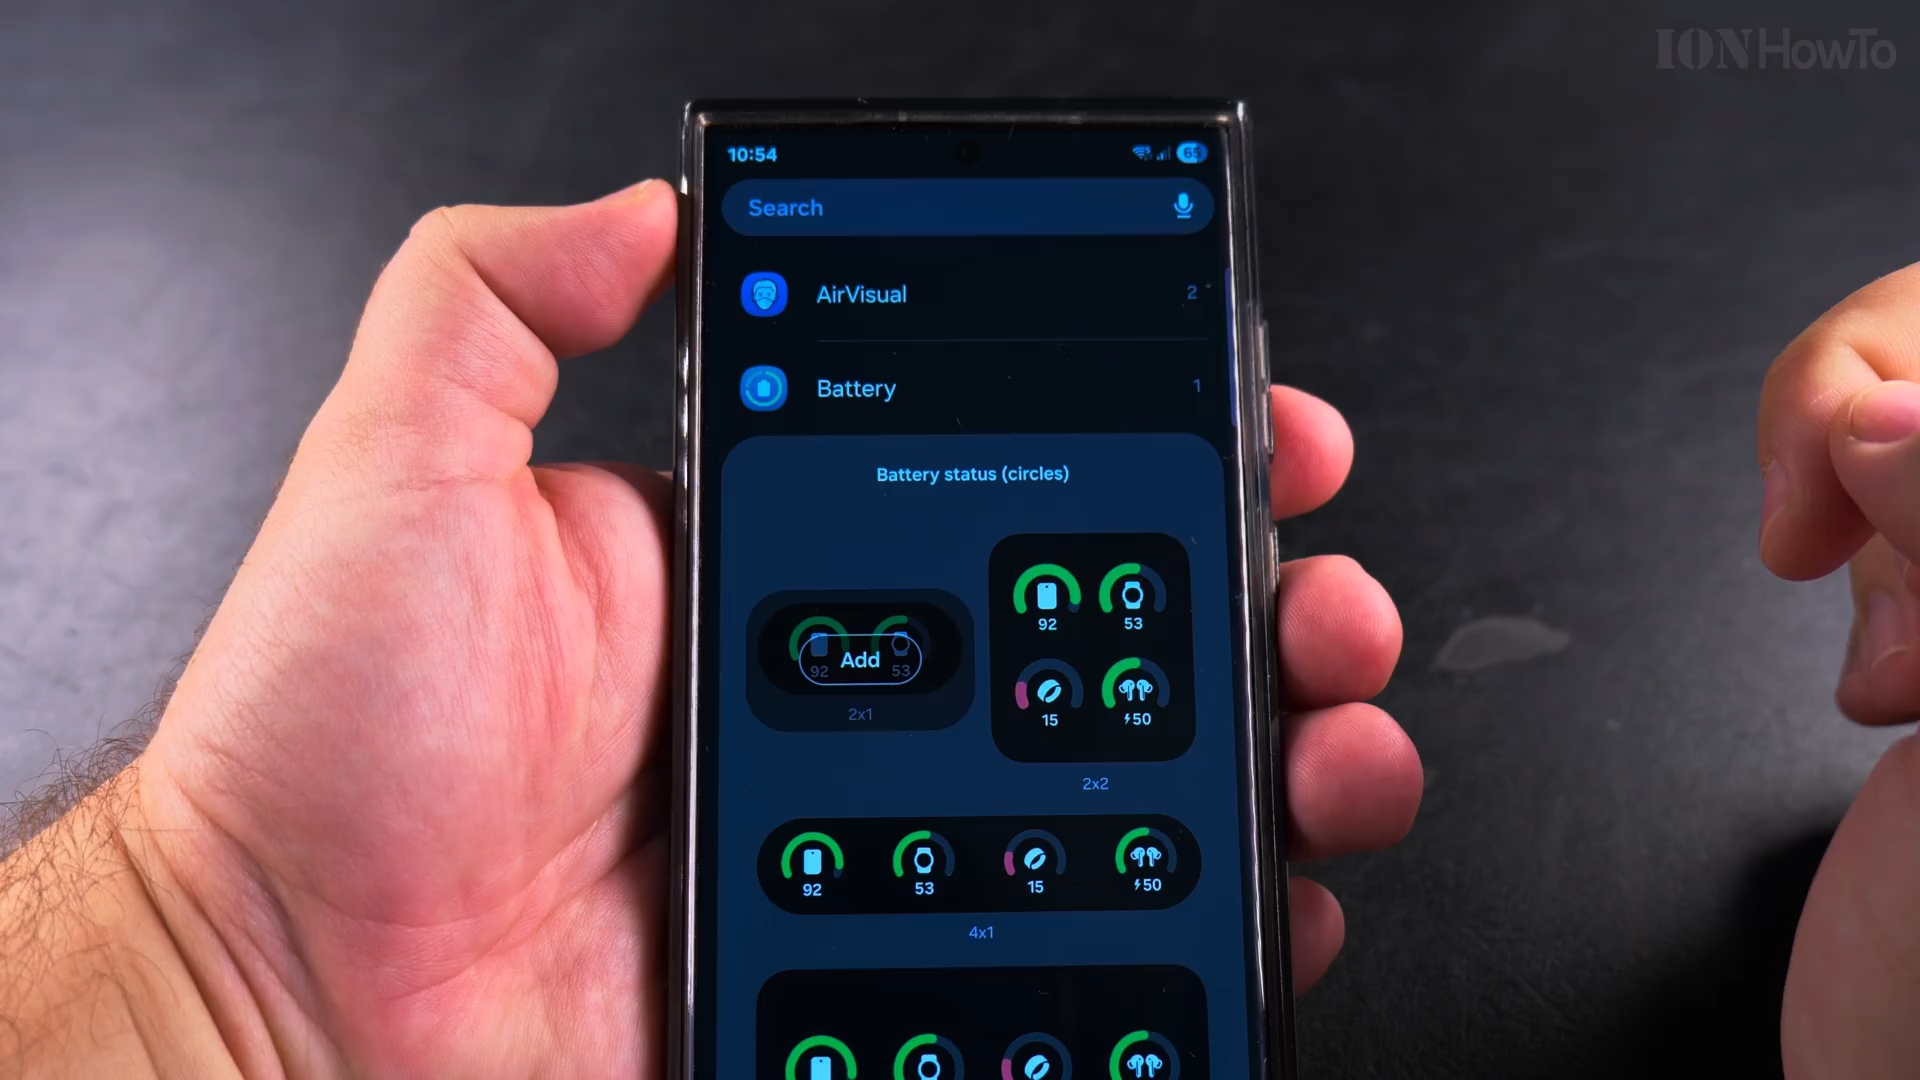 ION HowTo
10:54
65
Search
AirVisual 2
Battery 1
Battery status (circles)
92 53
Add
92 53
2x1
15 50
2x2
92 53 15 50
4x1